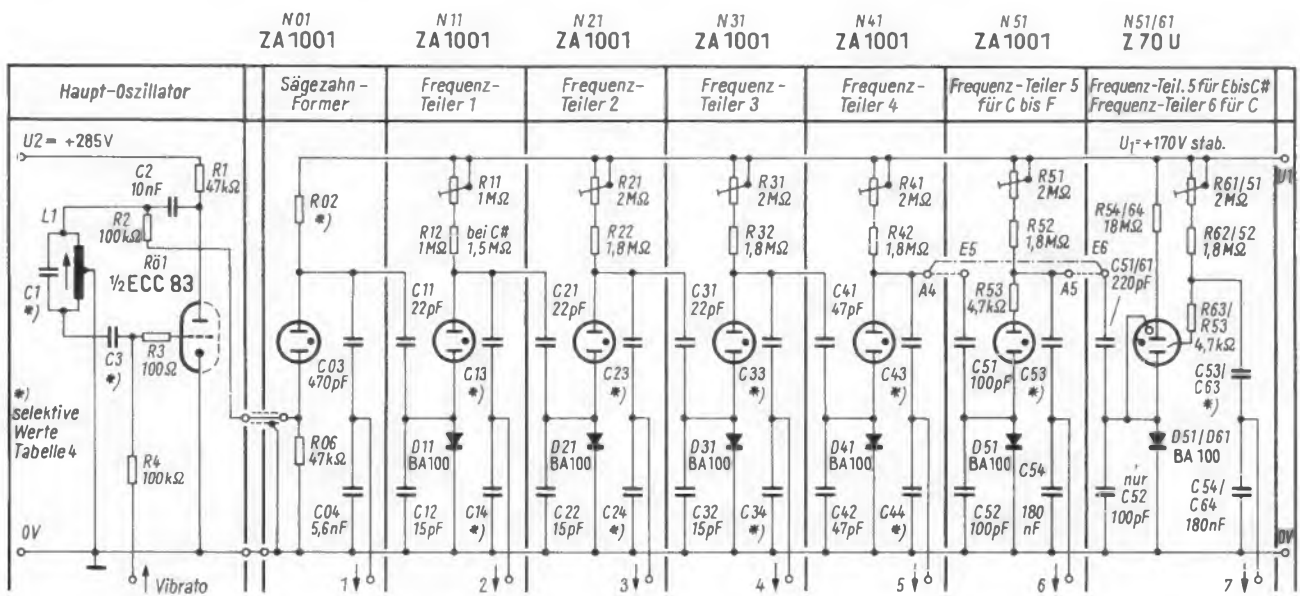 N01
ZA1001
N11
ZA1001
N21
ZA1001
N31
ZA1001
N41
ZA1001
N51
ZA1001
N51/61
Z70U
Haupt-Oszillator
Sägezahn-
Former
Frequenz-
Teiler 1
Frequenz-
Teiler 2
Frequenz-
Teiler 3
Frequenz-
Teiler 4
Frequenz-Teiler 5
für C bis F
Frequenz-Teil. 5 für E bis C#
Frequenz-Teiler 6 für C
U2 = +285V
C2
10nF
R1
47kΩ
L1
R2
100kΩ
Rö1
½ECC 83
C1
*)
C3
*)
R3
100Ω
*)
selektive
Werte
Tabelle 4
R4
100kΩ
0V
Vibrato
R02
*)
C03
470pF
R06
47kΩ
C04
5,6nF
1
R11
1MΩ
R12
1MΩ
bei C#
1,5MΩ
C11
22pF
C13
*)
D11
BA100
C12
15pF
C14
*)
2
R21
2MΩ
R22
1,8MΩ
C21
22pF
C23
*)
D21
BA100
C22
15pF
C24
*)
3
R31
2MΩ
R32
1,8MΩ
C31
22pF
C33
*)
D31
BA100
C32
15pF
C34
*)
4
R41
2MΩ
R42
1,8MΩ
C41
47pF
C43
*)
D41
BA100
C42
47pF
C44
*)
5
E5
A4
R51
2MΩ
R52
1,8MΩ
R53
4,7kΩ
C51
100pF
C53
*)
D51
BA100
C52
100pF
C54
180
nF
6
A5
E6
U1=+170V stab.
U1
R54/64
18MΩ
R61/51
2MΩ
R62/52
1,8MΩ
C51/61
220pF
R63/
R53
4,7kΩ
C53/
C63
*)
D51/D61
BA 100
nur
C52
100pF
C54/
C64
180nF
0V
7